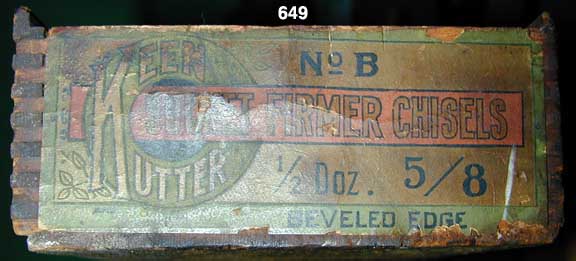 649
KEEN KUTTER
No B
FIRMER CHISELS
1/2 Doz. 5/8
BEVELED EDGE